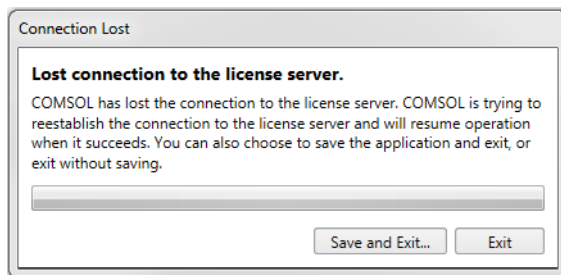 Connection Lost
Lost connection to the license server.
COMSOL has lost the connection to the license server. COMSOL is trying to
reestablish the connection to the license server and will resume operation
when it succeeds. You can also choose to save the application and exit, or
exit without saving.
Save and Exit... Exit